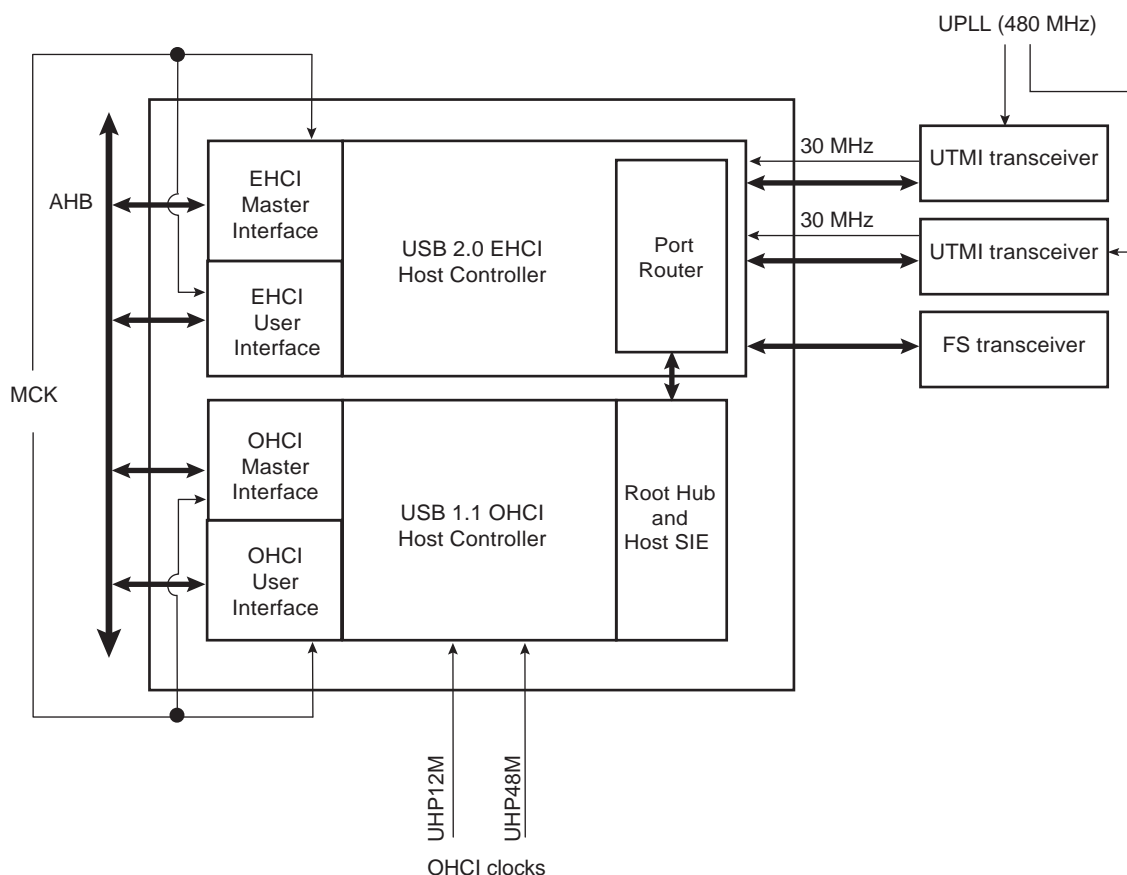 UPLL (480 MHz)
30 MHz
UTMI transceiver
AHB
EHCI
Master
Interface
USB 2.0 EHCI
Host Controller
Port
Router
30 MHz
UTMI transceiver
EHCI
User
Interface
FS transceiver
MCK
OHCI
Master
Interface
USB 1.1 OHCI
Host Controller
Root Hub
and
Host SIE
OHCI
User
Interface
UHP12M
UHP48M
OHCI clocks